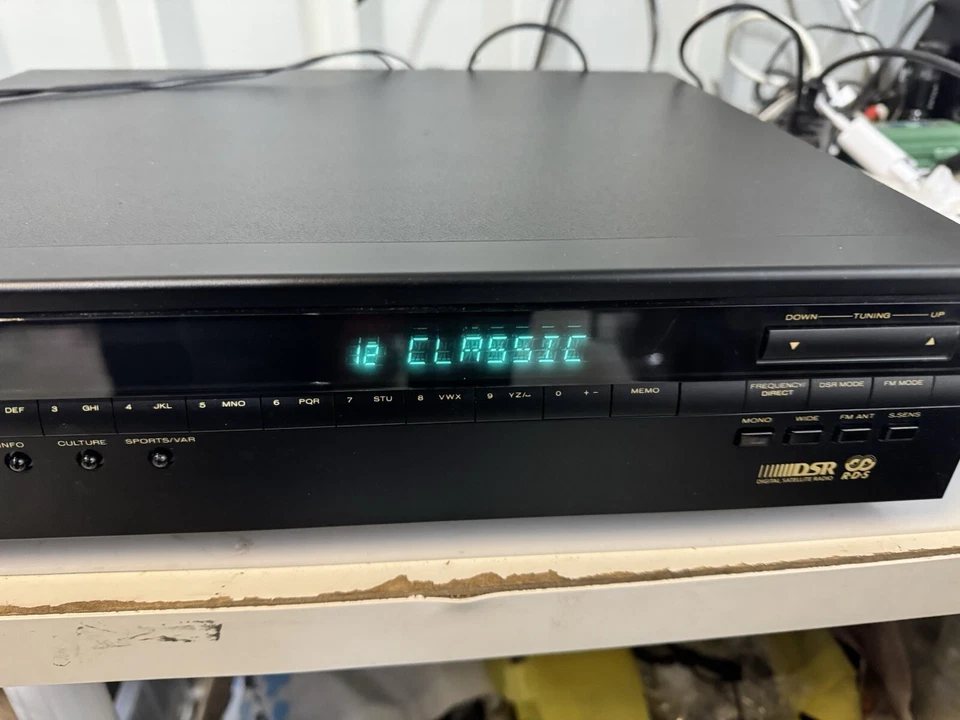 DOWN TUNING UP
12 CLASSIC
DEF 3 GHI 4 JKL 5 MNO 6 PQR 7 STU 8 VWX 9 YZ/⎵ 0 + - MEMO FREQUENCY/DIRECT DSR MODE FM MODE
INFO CULTURE SPORTS/VAR
MONO WIDE FM ANT S.SENS
DSR
DIGITAL SATELLITE RADIO
R·D·S